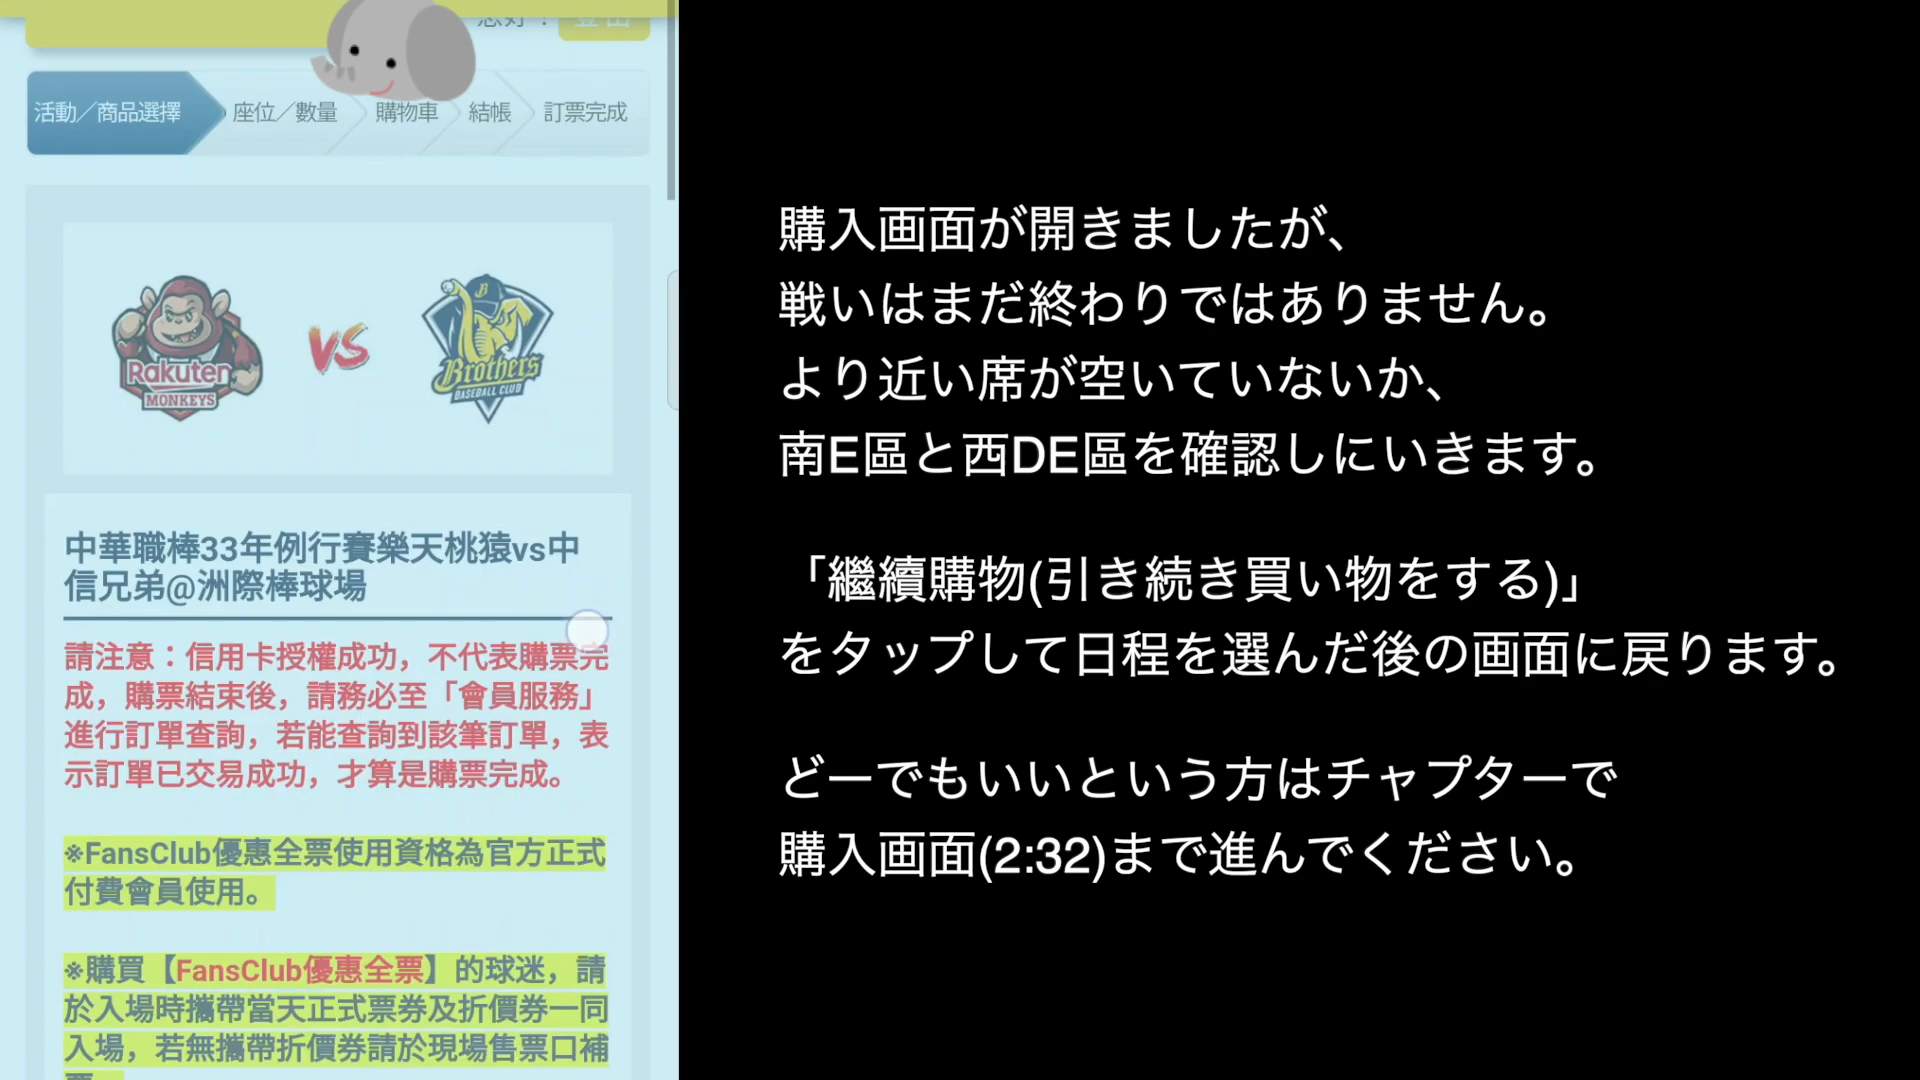 您好！ 登出
活動／商品選擇
座位／數量
購物車
結帳
訂票完成
Rakuten
MONKEYS
VS
B
Brothers
BASEBALL CLUB
中華職棒33年例行賽樂天桃猿vs中
信兄弟@洲際棒球場
請注意：信用卡授權成功，不代表購票完
成，購票結束後，請務必至「會員服務」
進行訂單查詢，若能查詢到該筆訂單，表
示訂單已交易成功，才算是購票完成。
※FansClub優惠全票使用資格為官方正式
付費會員使用。
※購買【FansClub優惠全票】的球迷，請
於入場時攜帶當天正式票券及折價券一同
入場，若無攜帶折價券請於現場售票口補
購入画面が開きましたが、
戦いはまだ終わりではありません。
より近い席が空いていないか、
南E區と西DE區を確認しにいきます。
「繼續購物(引き続き買い物をする)」
をタップして日程を選んだ後の画面に戻ります。
どーでもいいという方はチャプターで
購入画面(2:32)まで進んでください。